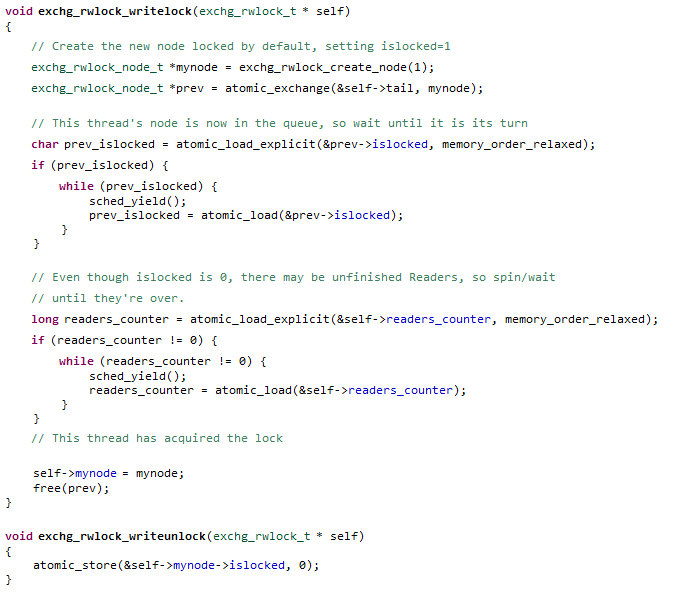 void exchg_rwlock_writelock(exchg_rwlock_t * self)
{
    // Create the new node locked by default, setting islocked=1
    exchg_rwlock_node_t *mynode = exchg_rwlock_create_node(1);
    exchg_rwlock_node_t *prev = atomic_exchange(&self->tail, mynode);

    // This thread's node is now in the queue, so wait until it is its turn
    char prev_islocked = atomic_load_explicit(&prev->islocked, memory_order_relaxed);
    if (prev_islocked) {
        while (prev_islocked) {
            sched_yield();
            prev_islocked = atomic_load(&prev->islocked);
        }
    }

    // Even though islocked is 0, there may be unfinished Readers, so spin/wait
    // until they're over.
    long readers_counter = atomic_load_explicit(&self->readers_counter, memory_order_relaxed);
    if (readers_counter != 0) {
        while (readers_counter != 0) {
            sched_yield();
            readers_counter = atomic_load(&self->readers_counter);
        }
    }
    // This thread has acquired the lock

    self->mynode = mynode;
    free(prev);
}

void exchg_rwlock_writeunlock(exchg_rwlock_t * self)
{
    atomic_store(&self->mynode->islocked, 0);
}